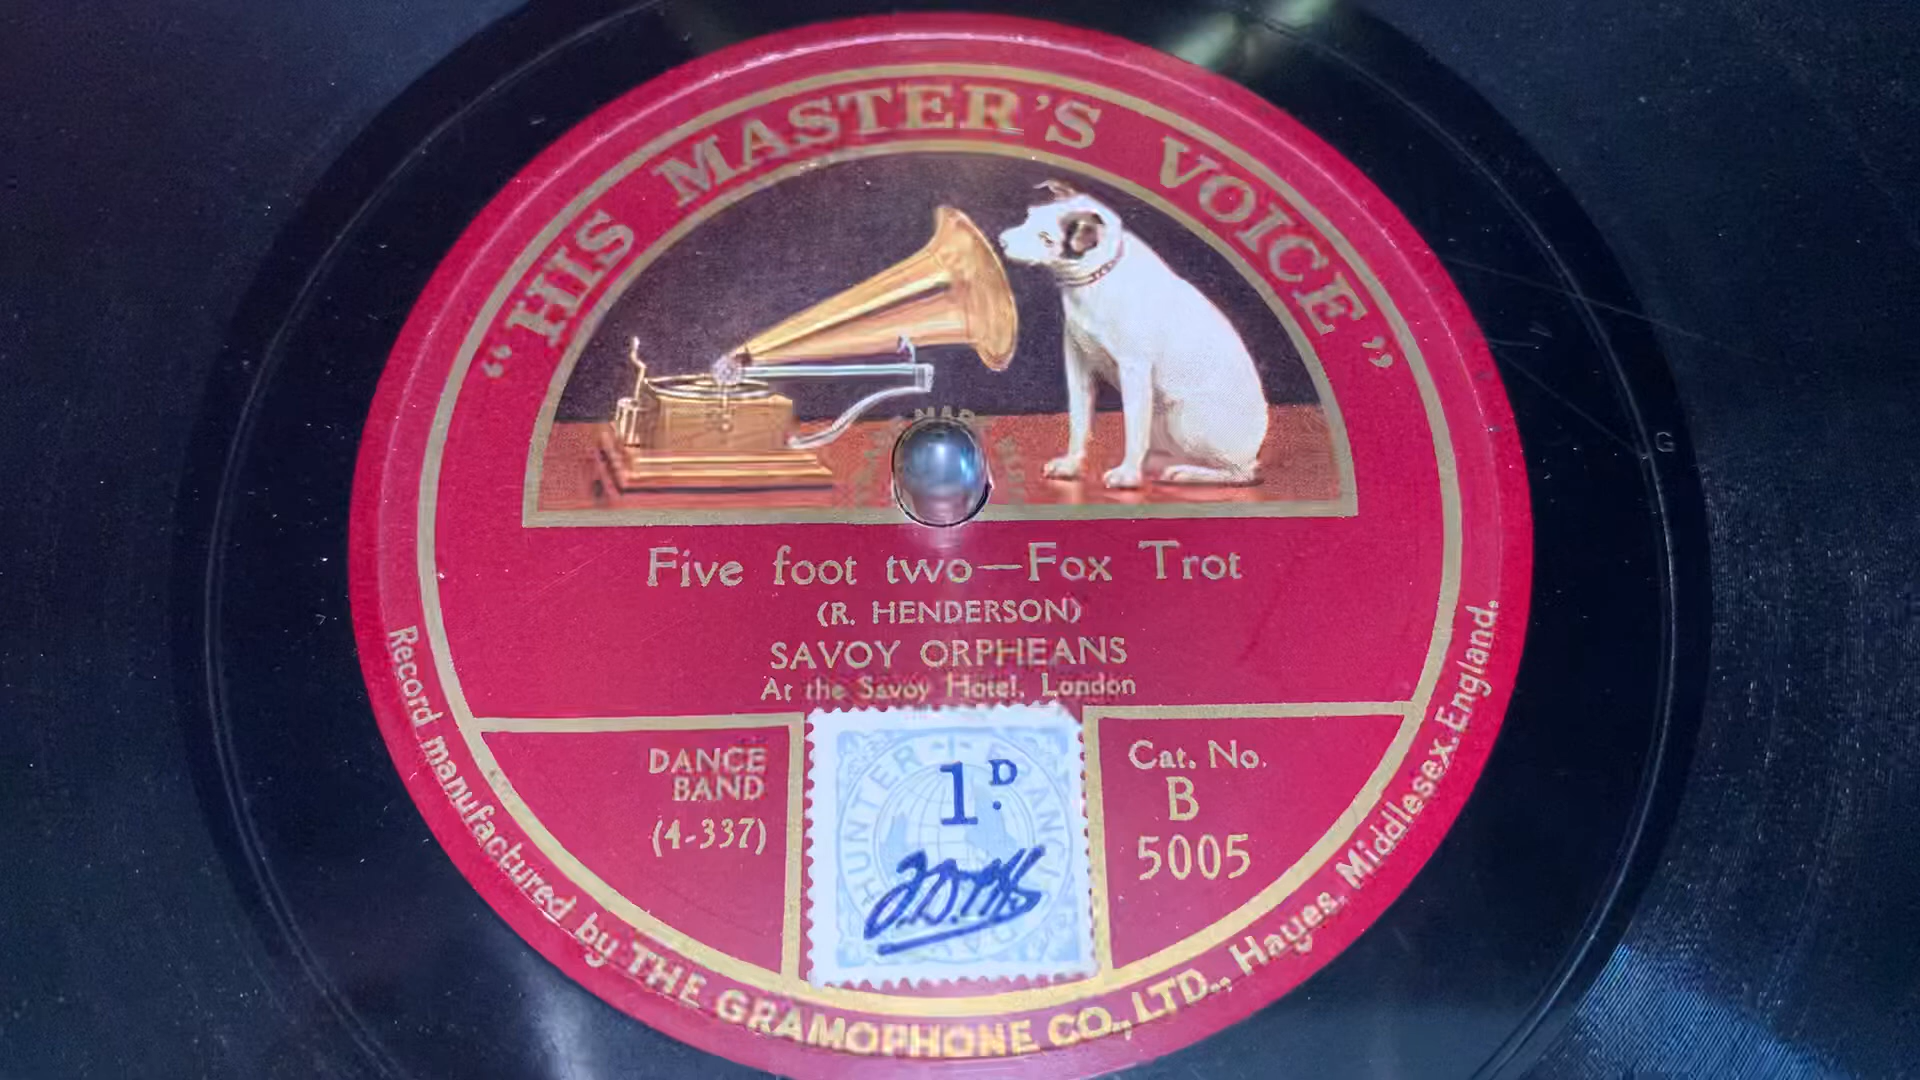 “HIS MASTER’S VOICE”
Five foot two—Fox Trot
(R. HENDERSON)
SAVOY ORPHEANS
At the Savoy Hotel, London
DANCE
BAND
(4-337)
1D.
Cat. No.
B
5005
Record manufactured by THE GRAMOPHONE CO., LTD., Hayes, Middlesex, England.
G